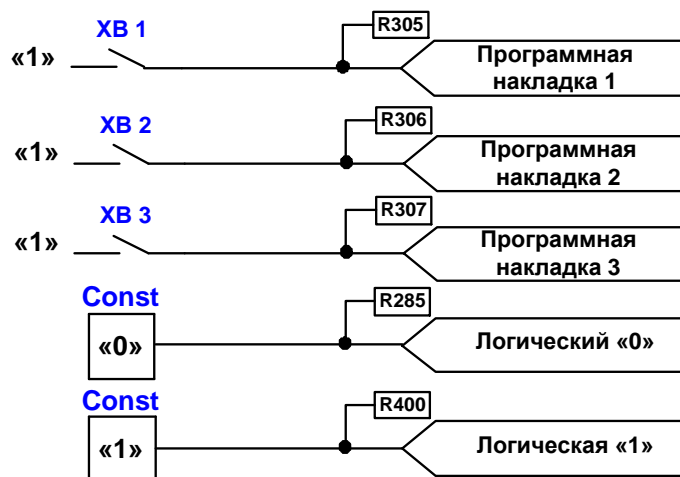 XB 1
R305
«1»
Программная
накладка 1
XB 2
R306
«1»
Программная
накладка 2
XB 3
R307
«1»
Программная
накладка 3
Const
R285
«0»
Логический «0»
Const
R400
«1»
Логическая «1»